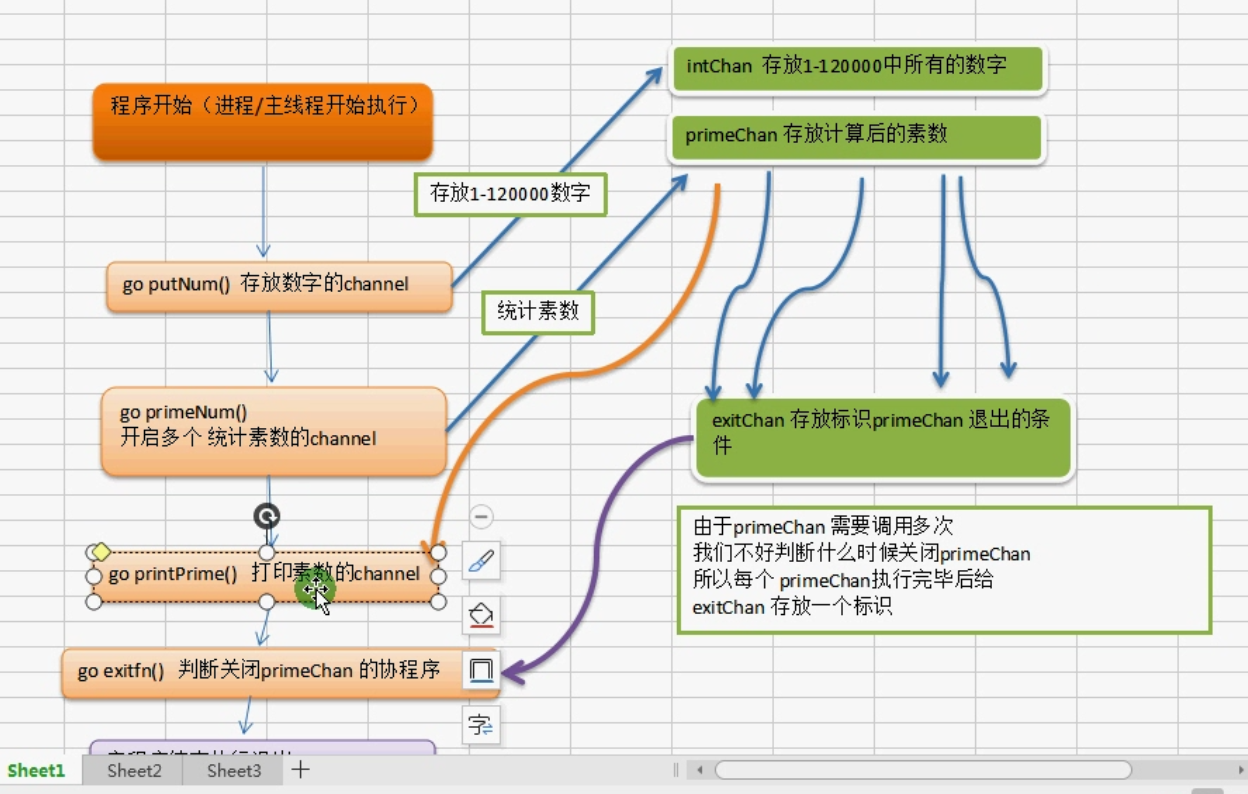 程序开始（进程/主线程开始执行）
intChan 存放1-120000中所有的数字
primeChan 存放计算后的素数
存放1-120000数字
go putNum() 存放数字的channel
统计素数
go primeNum()
开启多个 统计素数的channel
exitChan 存放标识primeChan 退出的条
件
go printPrime() 打印素数的channel
由于primeChan 需要调用多次
我们不好判断什么时候关闭primeChan
所以每个 primeChan执行完毕后给
exitChan 存放一个标识
go exitfn() 判断关闭primeChan 的协程序
字
Sheet1 Sheet2 Sheet3